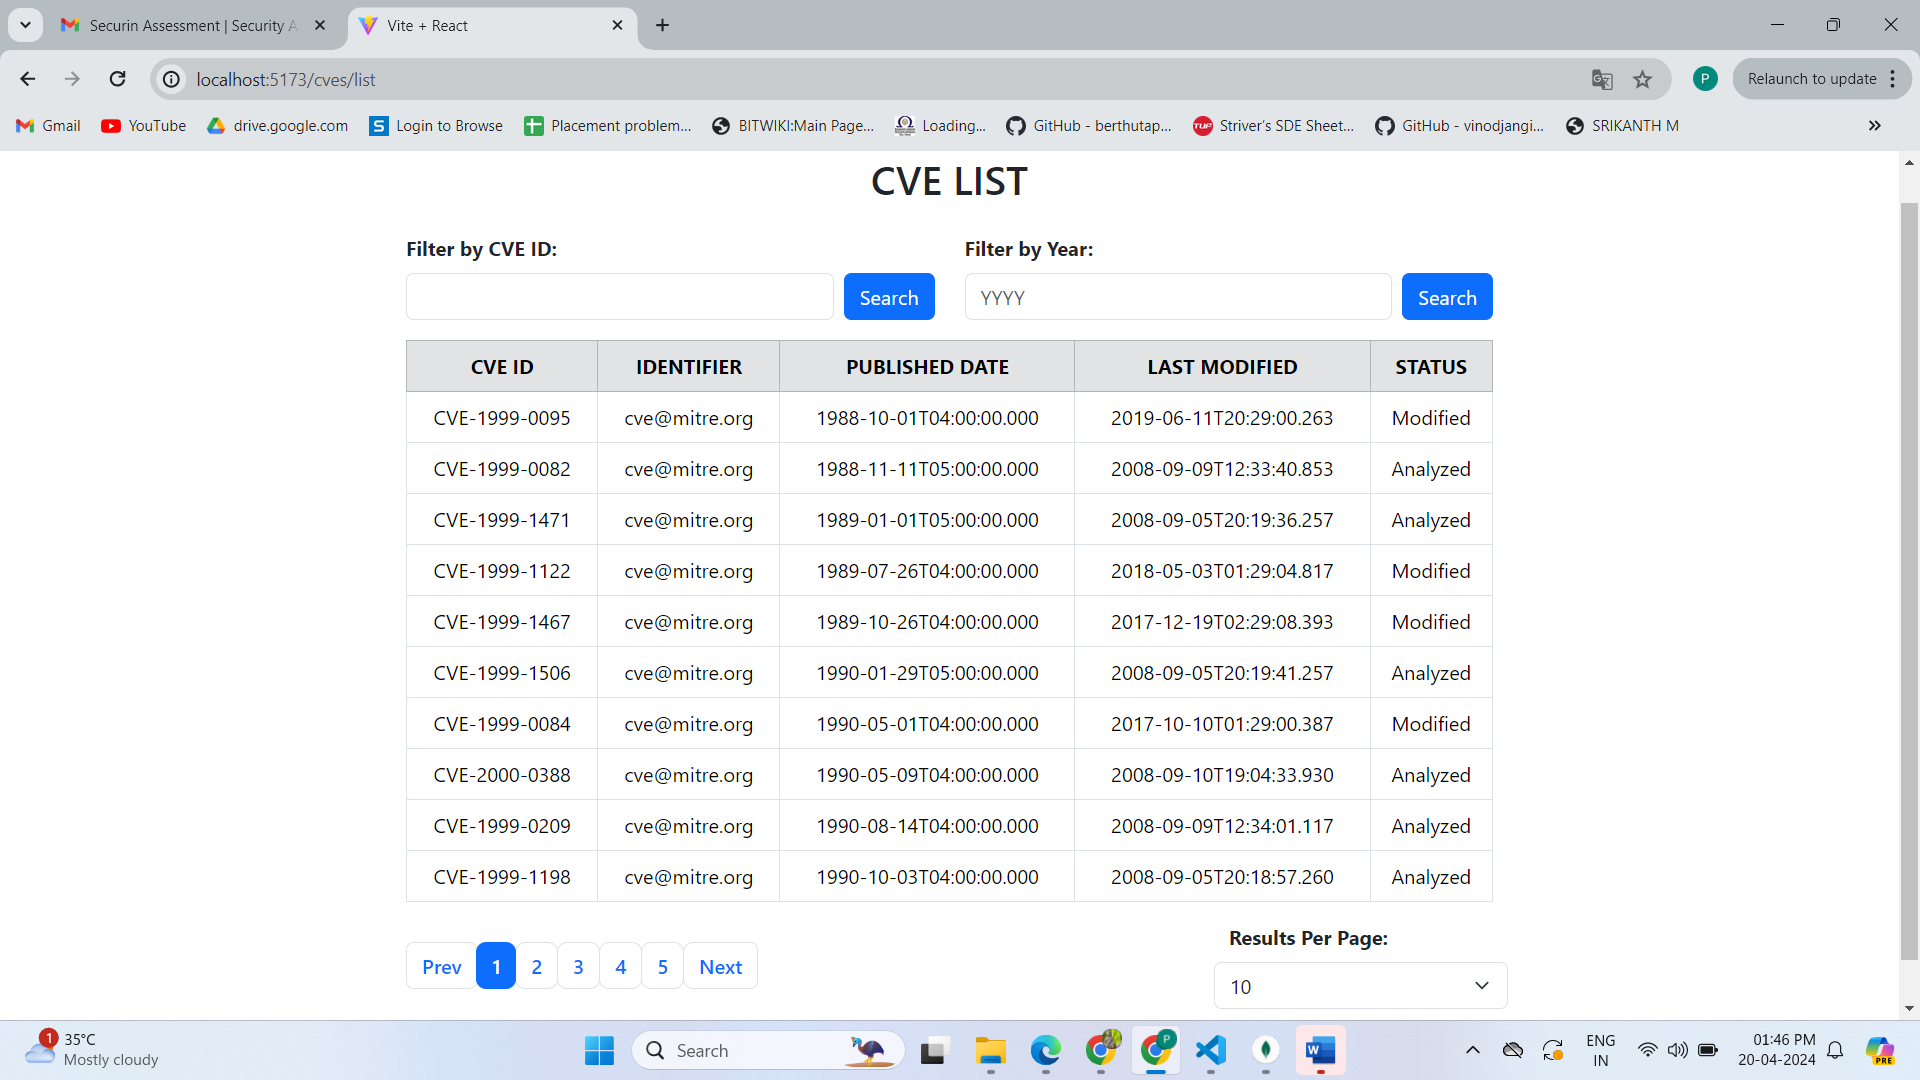 Securin Assessment | Security A
Vite + React
localhost:5173/cves/list
P
Relaunch to update
Gmail
YouTube
drive.google.com
S
Login to Browse
Placement problem...
BITWIKI:Main Page...
Loading...
GitHub - berthutap...
TUF
Striver's SDE Sheet...
GitHub - vinodjangi...
SRIKANTH M
CVE LIST
Filter by CVE ID:
Filter by Year:
Search
YYYY
Search
CVE ID IDENTIFIER PUBLISHED DATE LAST MODIFIED STATUS
CVE-1999-0095 cve@mitre.org 1988-10-01T04:00:00.000 2019-06-11T20:29:00.263 Modified
CVE-1999-0082 cve@mitre.org 1988-11-11T05:00:00.000 2008-09-09T12:33:40.853 Analyzed
CVE-1999-1471 cve@mitre.org 1989-01-01T05:00:00.000 2008-09-05T20:19:36.257 Analyzed
CVE-1999-1122 cve@mitre.org 1989-07-26T04:00:00.000 2018-05-03T01:29:04.817 Modified
CVE-1999-1467 cve@mitre.org 1989-10-26T04:00:00.000 2017-12-19T02:29:08.393 Modified
CVE-1999-1506 cve@mitre.org 1990-01-29T05:00:00.000 2008-09-05T20:19:41.257 Analyzed
CVE-1999-0084 cve@mitre.org 1990-05-01T04:00:00.000 2017-10-10T01:29:00.387 Modified
CVE-2000-0388 cve@mitre.org 1990-05-09T04:00:00.000 2008-09-10T19:04:33.930 Analyzed
CVE-1999-0209 cve@mitre.org 1990-08-14T04:00:00.000 2008-09-09T12:34:01.117 Analyzed
CVE-1999-1198 cve@mitre.org 1990-10-03T04:00:00.000 2008-09-05T20:18:57.260 Analyzed
Prev 1 2 3 4 5 Next
Results Per Page:
10
1
35°C
Mostly cloudy
Search
P
W
ENG
IN
01:46 PM
20-04-2024
PRE